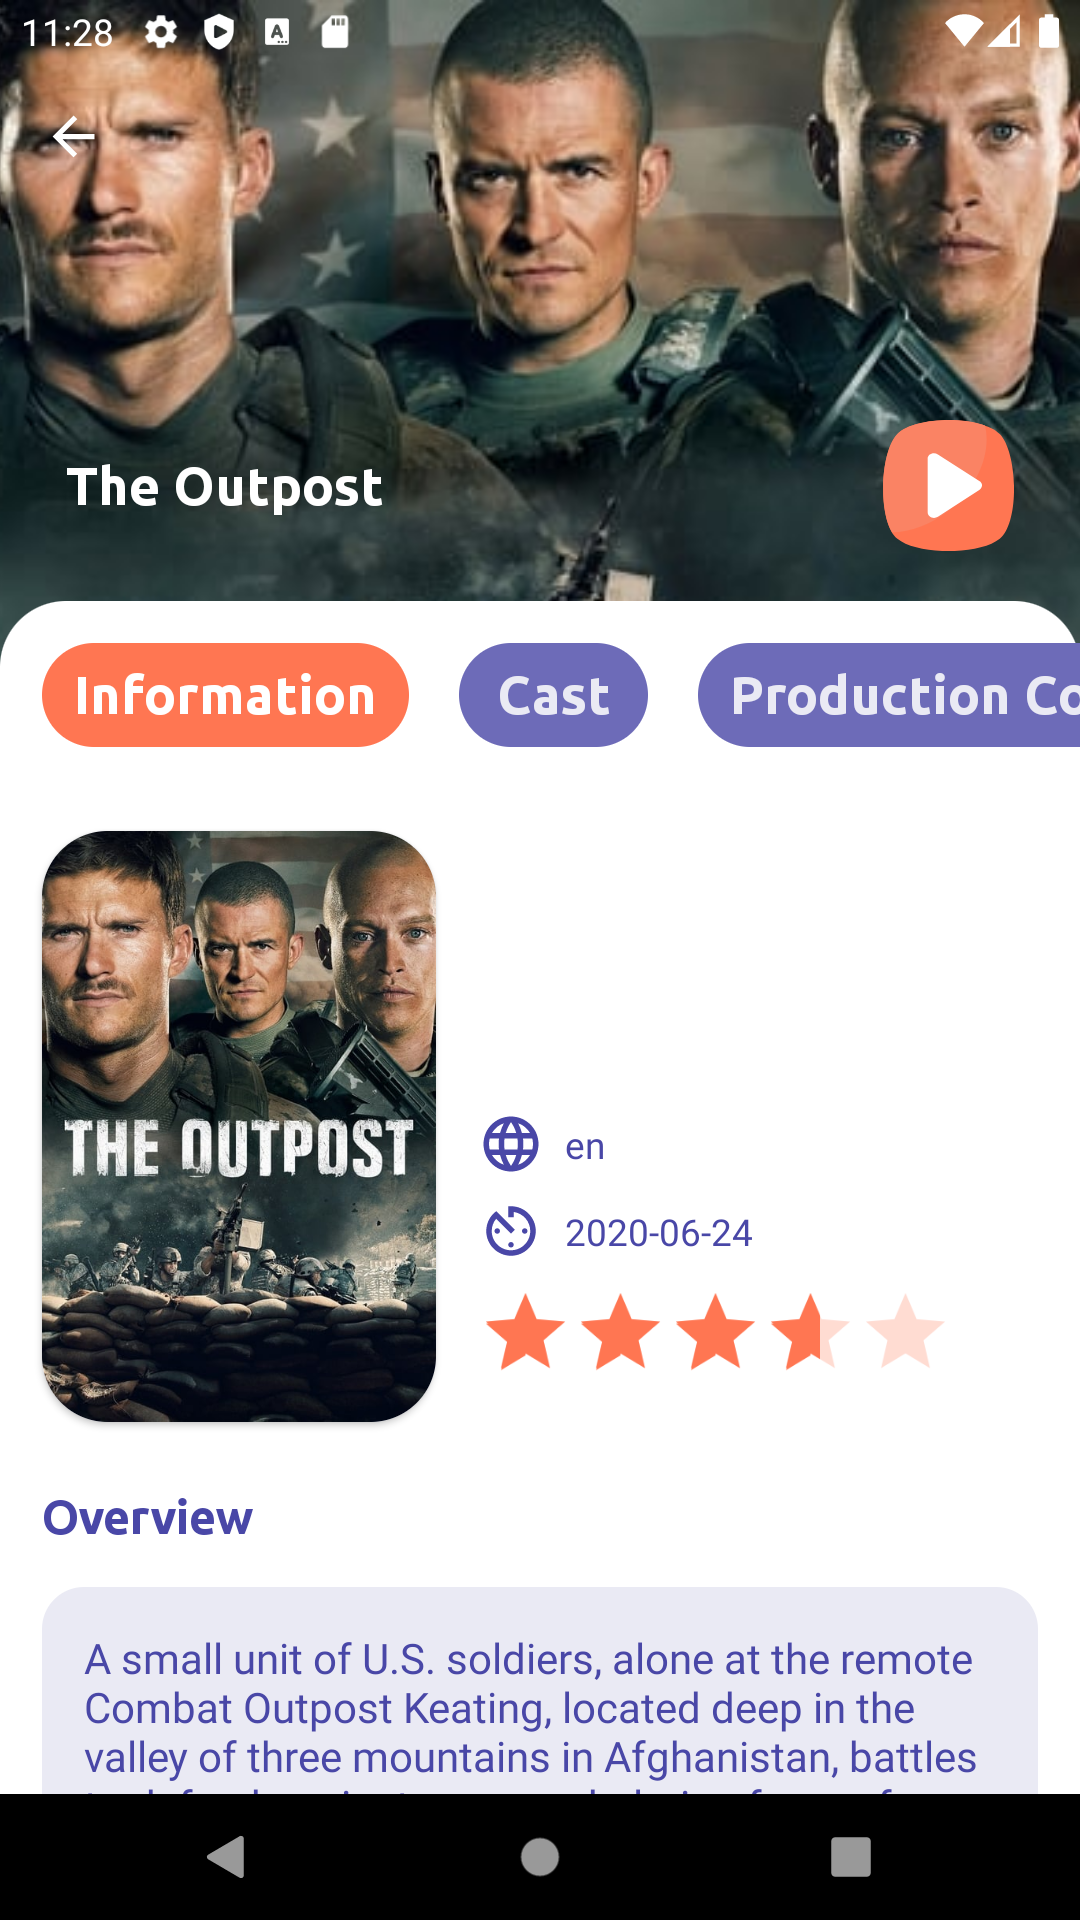 11:28
The Outpost
Information
Cast
Production Co
THE OUTPOST
en
2020-06-24
Overview
A small unit of U.S. soldiers, alone at the remote
Combat Outpost Keating, located deep in the
valley of three mountains in Afghanistan, battles